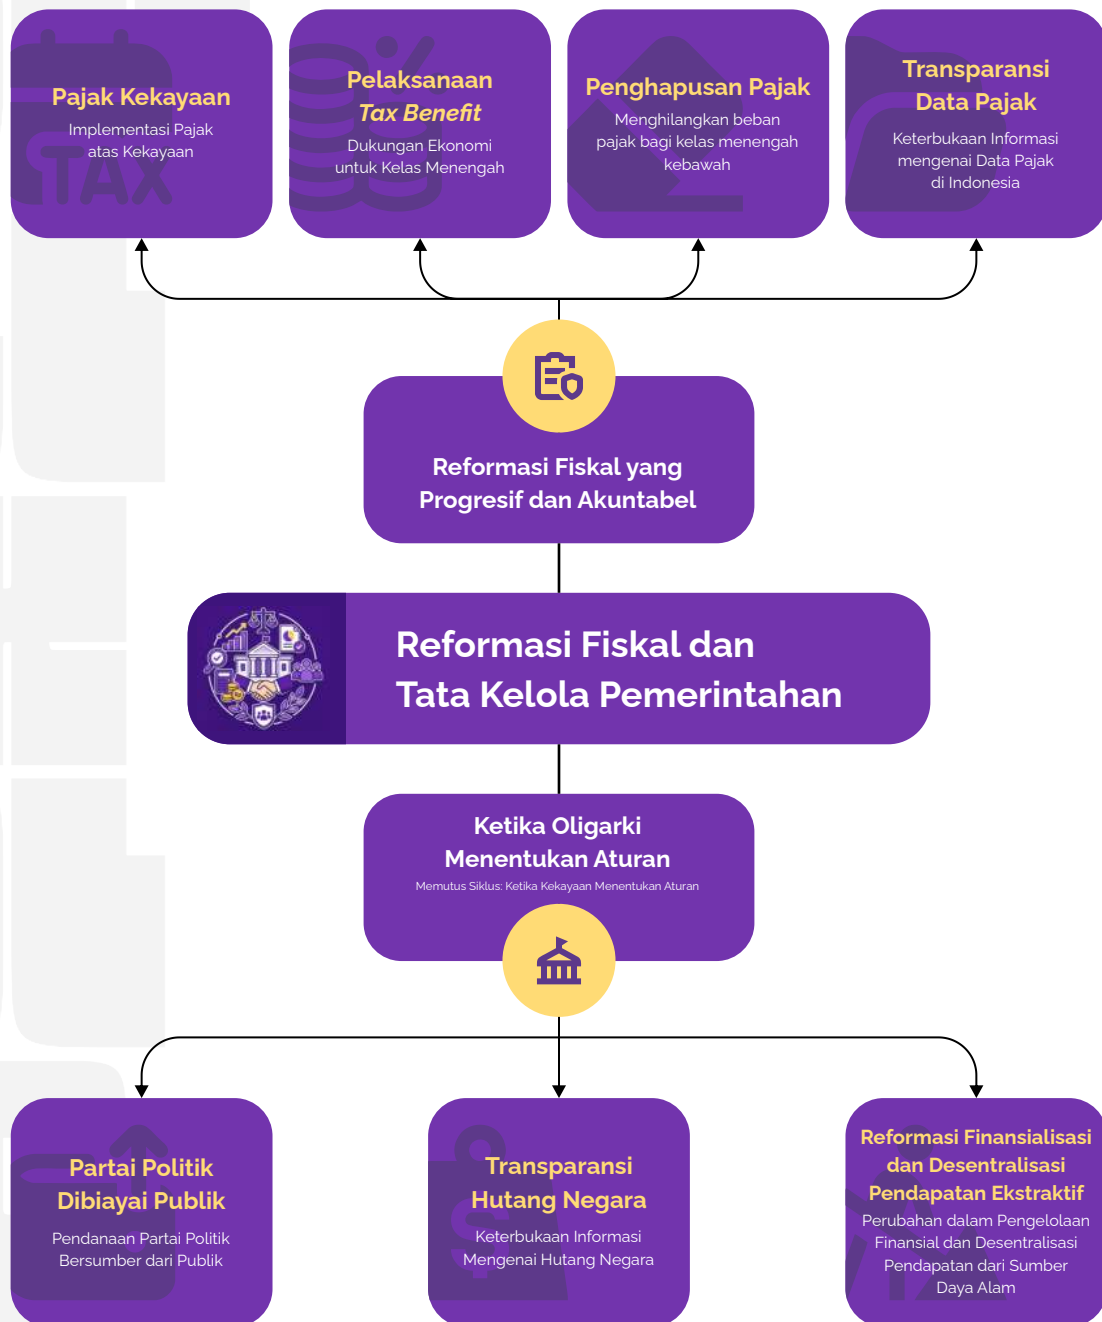 Pajak Kekayaan
Implementasi Pajak
atas Kekayaan
TAX
Pelaksanaan
Tax Benefit
Dukungan Ekonomi
untuk Kelas Menengah
Penghapusan Pajak
Menghilangkan beban
pajak bagi kelas menengah
kebawah
Transparansi
Data Pajak
Keterbukaan Informasi
mengenai Data Pajak
di Indonesia
Reformasi Fiskal yang
Progresif dan Akuntabel
Reformasi Fiskal dan
Tata Kelola Pemerintahan
Ketika Oligarki
Menentukan Aturan
Memutus Siklus: Ketika Kekayaan Menentukan Aturan
Partai Politik
Dibiayai Publik
Pendanaan Partai Politik
Bersumber dari Publik
Transparansi
Hutang Negara
Keterbukaan Informasi
Mengenai Hutang Negara
Reformasi Finansialisasi
dan Desentralisasi
Pendapatan Ekstraktif
Perubahan dalam Pengelolaan
Finansial dan Desentralisasi
Pendapatan dari Sumber
Daya Alam